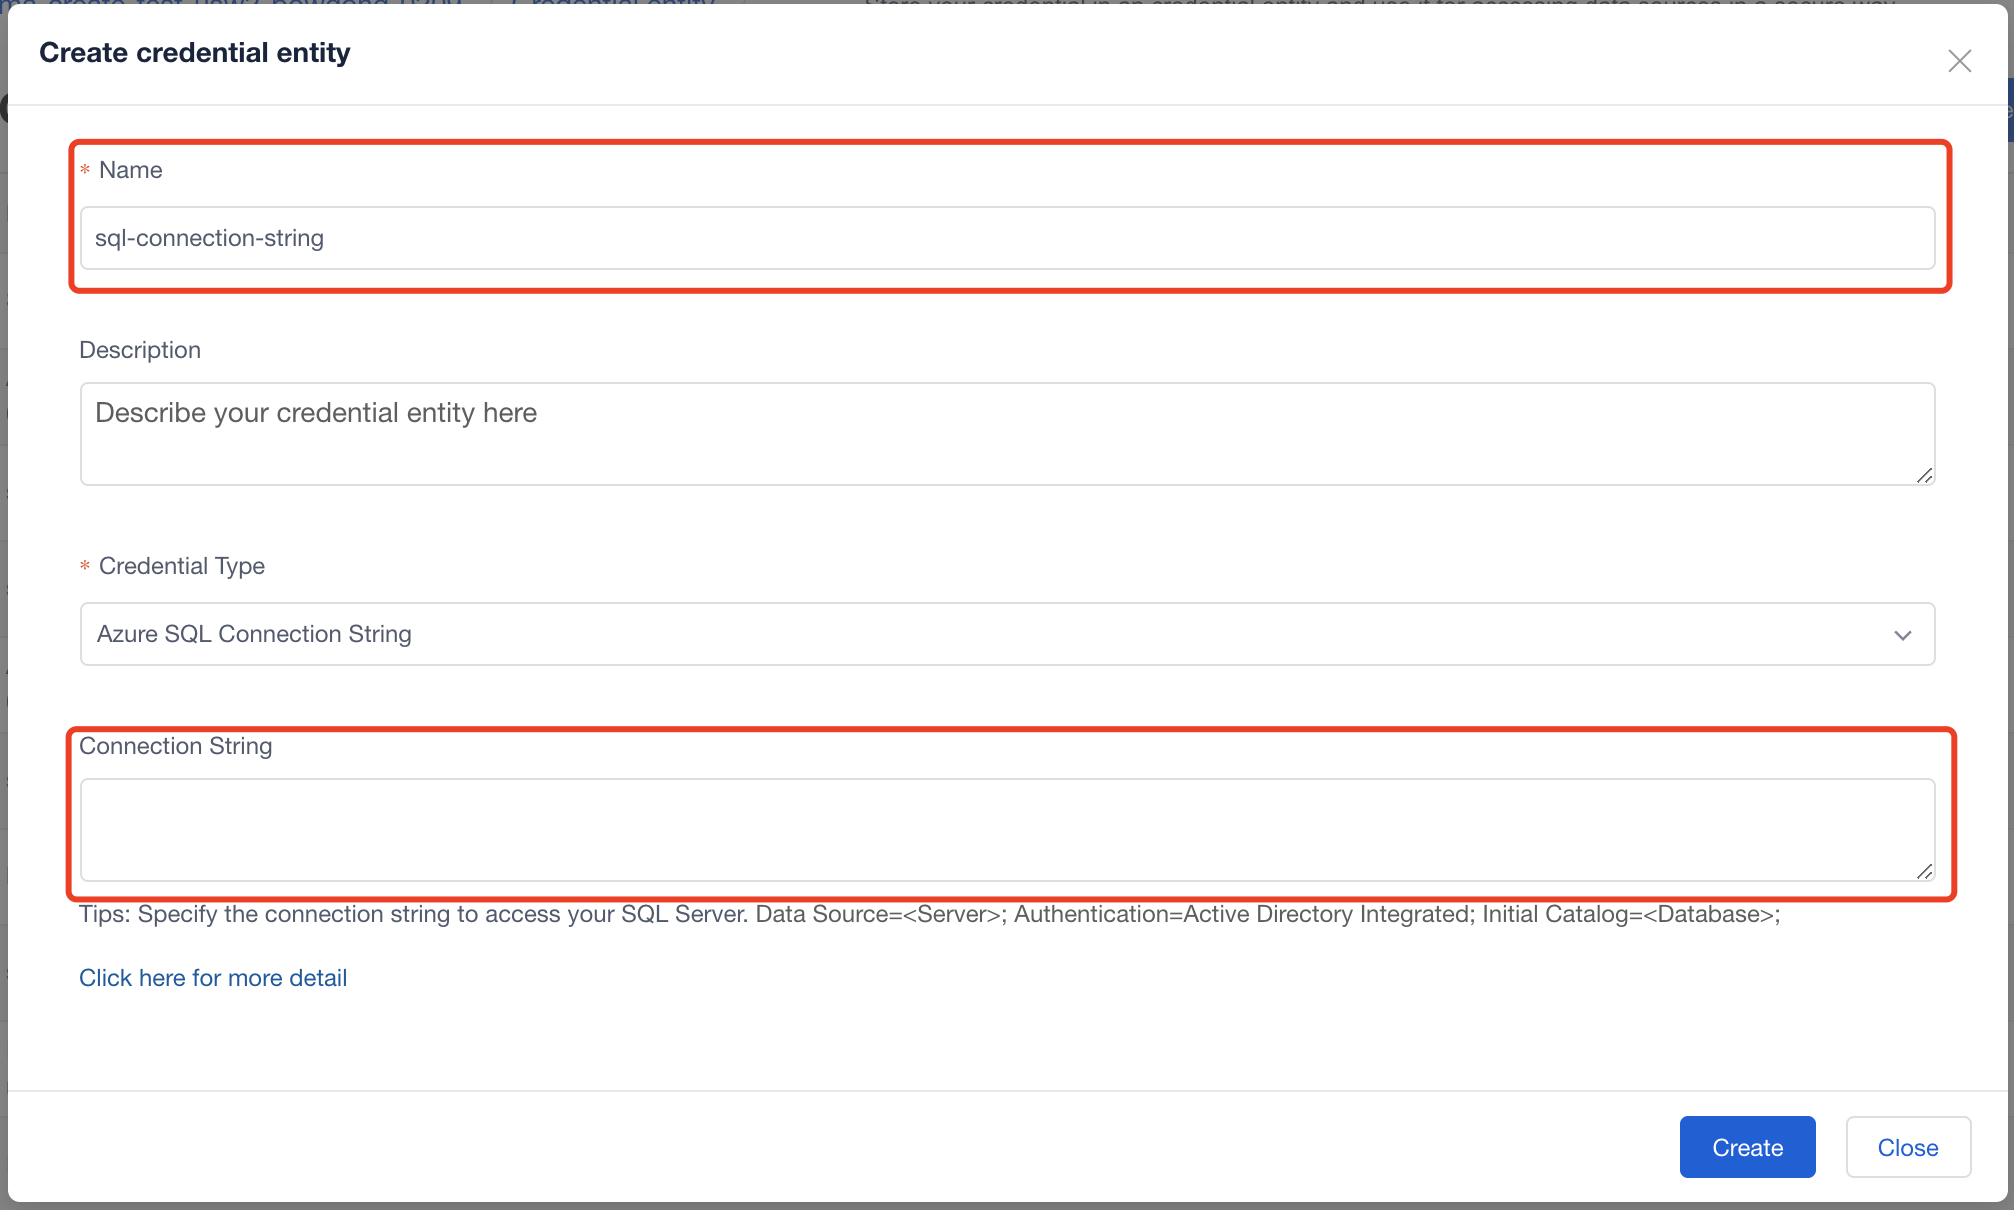 Create credential entity
* Name
sql-connection-string
Description
Describe your credential entity here
* Credential Type
Azure SQL Connection String
Connection String
Tips: Specify the connection string to access your SQL Server. Data Source=<Server>; Authentication=Active Directory Integrated; Initial Catalog=<Database>;
Click here for more detail
Create
Close